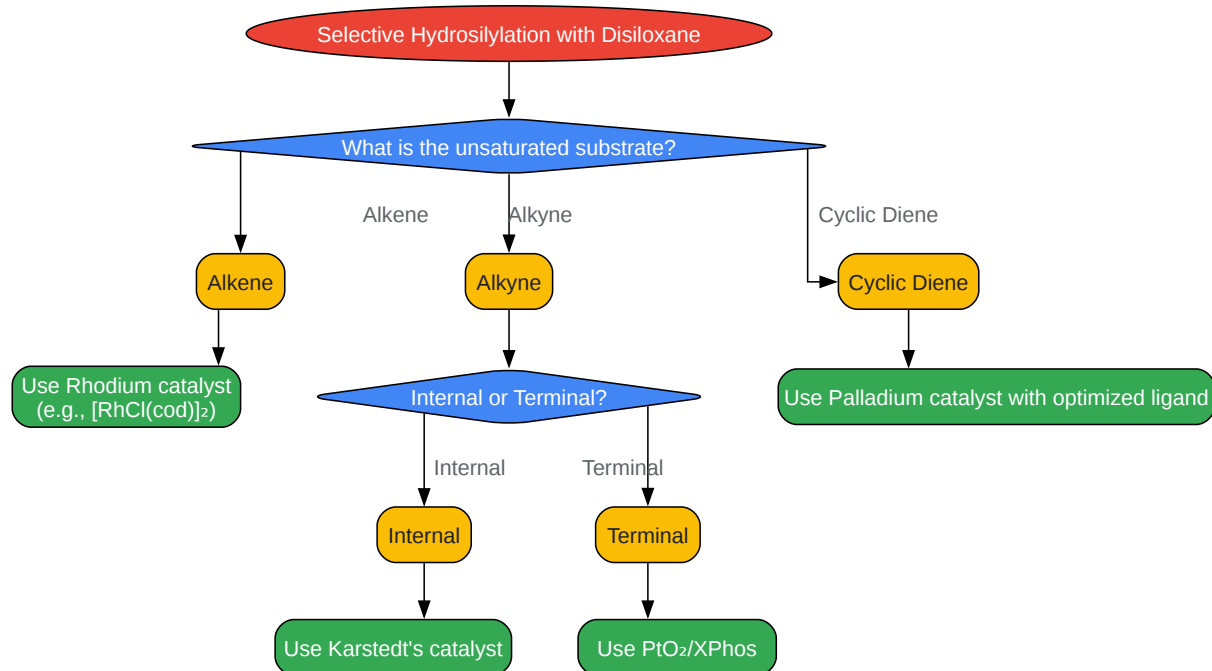 Selective Hydrosilylation with Disiloxane
What is the unsaturated substrate?
Alkene
Alkyne
Cyclic Diene
Alkene
Alkyne
Cyclic Diene
Use Rhodium catalyst
(e.g., [RhCl(cod)]₂)
Internal or Terminal?
Use Palladium catalyst with optimized ligand
Internal
Terminal
Internal
Terminal
Use Karstedt's catalyst
Use PtO₂/XPhos